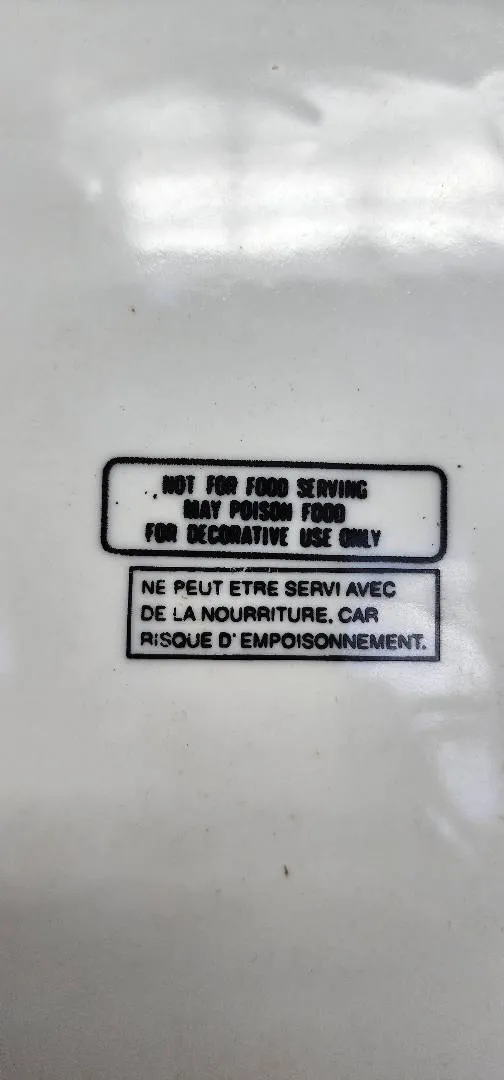 NOT FOR FOOD SERVING
MAY POISON FOOD
FOR DECORATIVE USE ONLY
NE PEUT ETRE SERVI AVEC
DE LA NOURRITURE. CAR
RISQUE D'EMPOISONNEMENT.